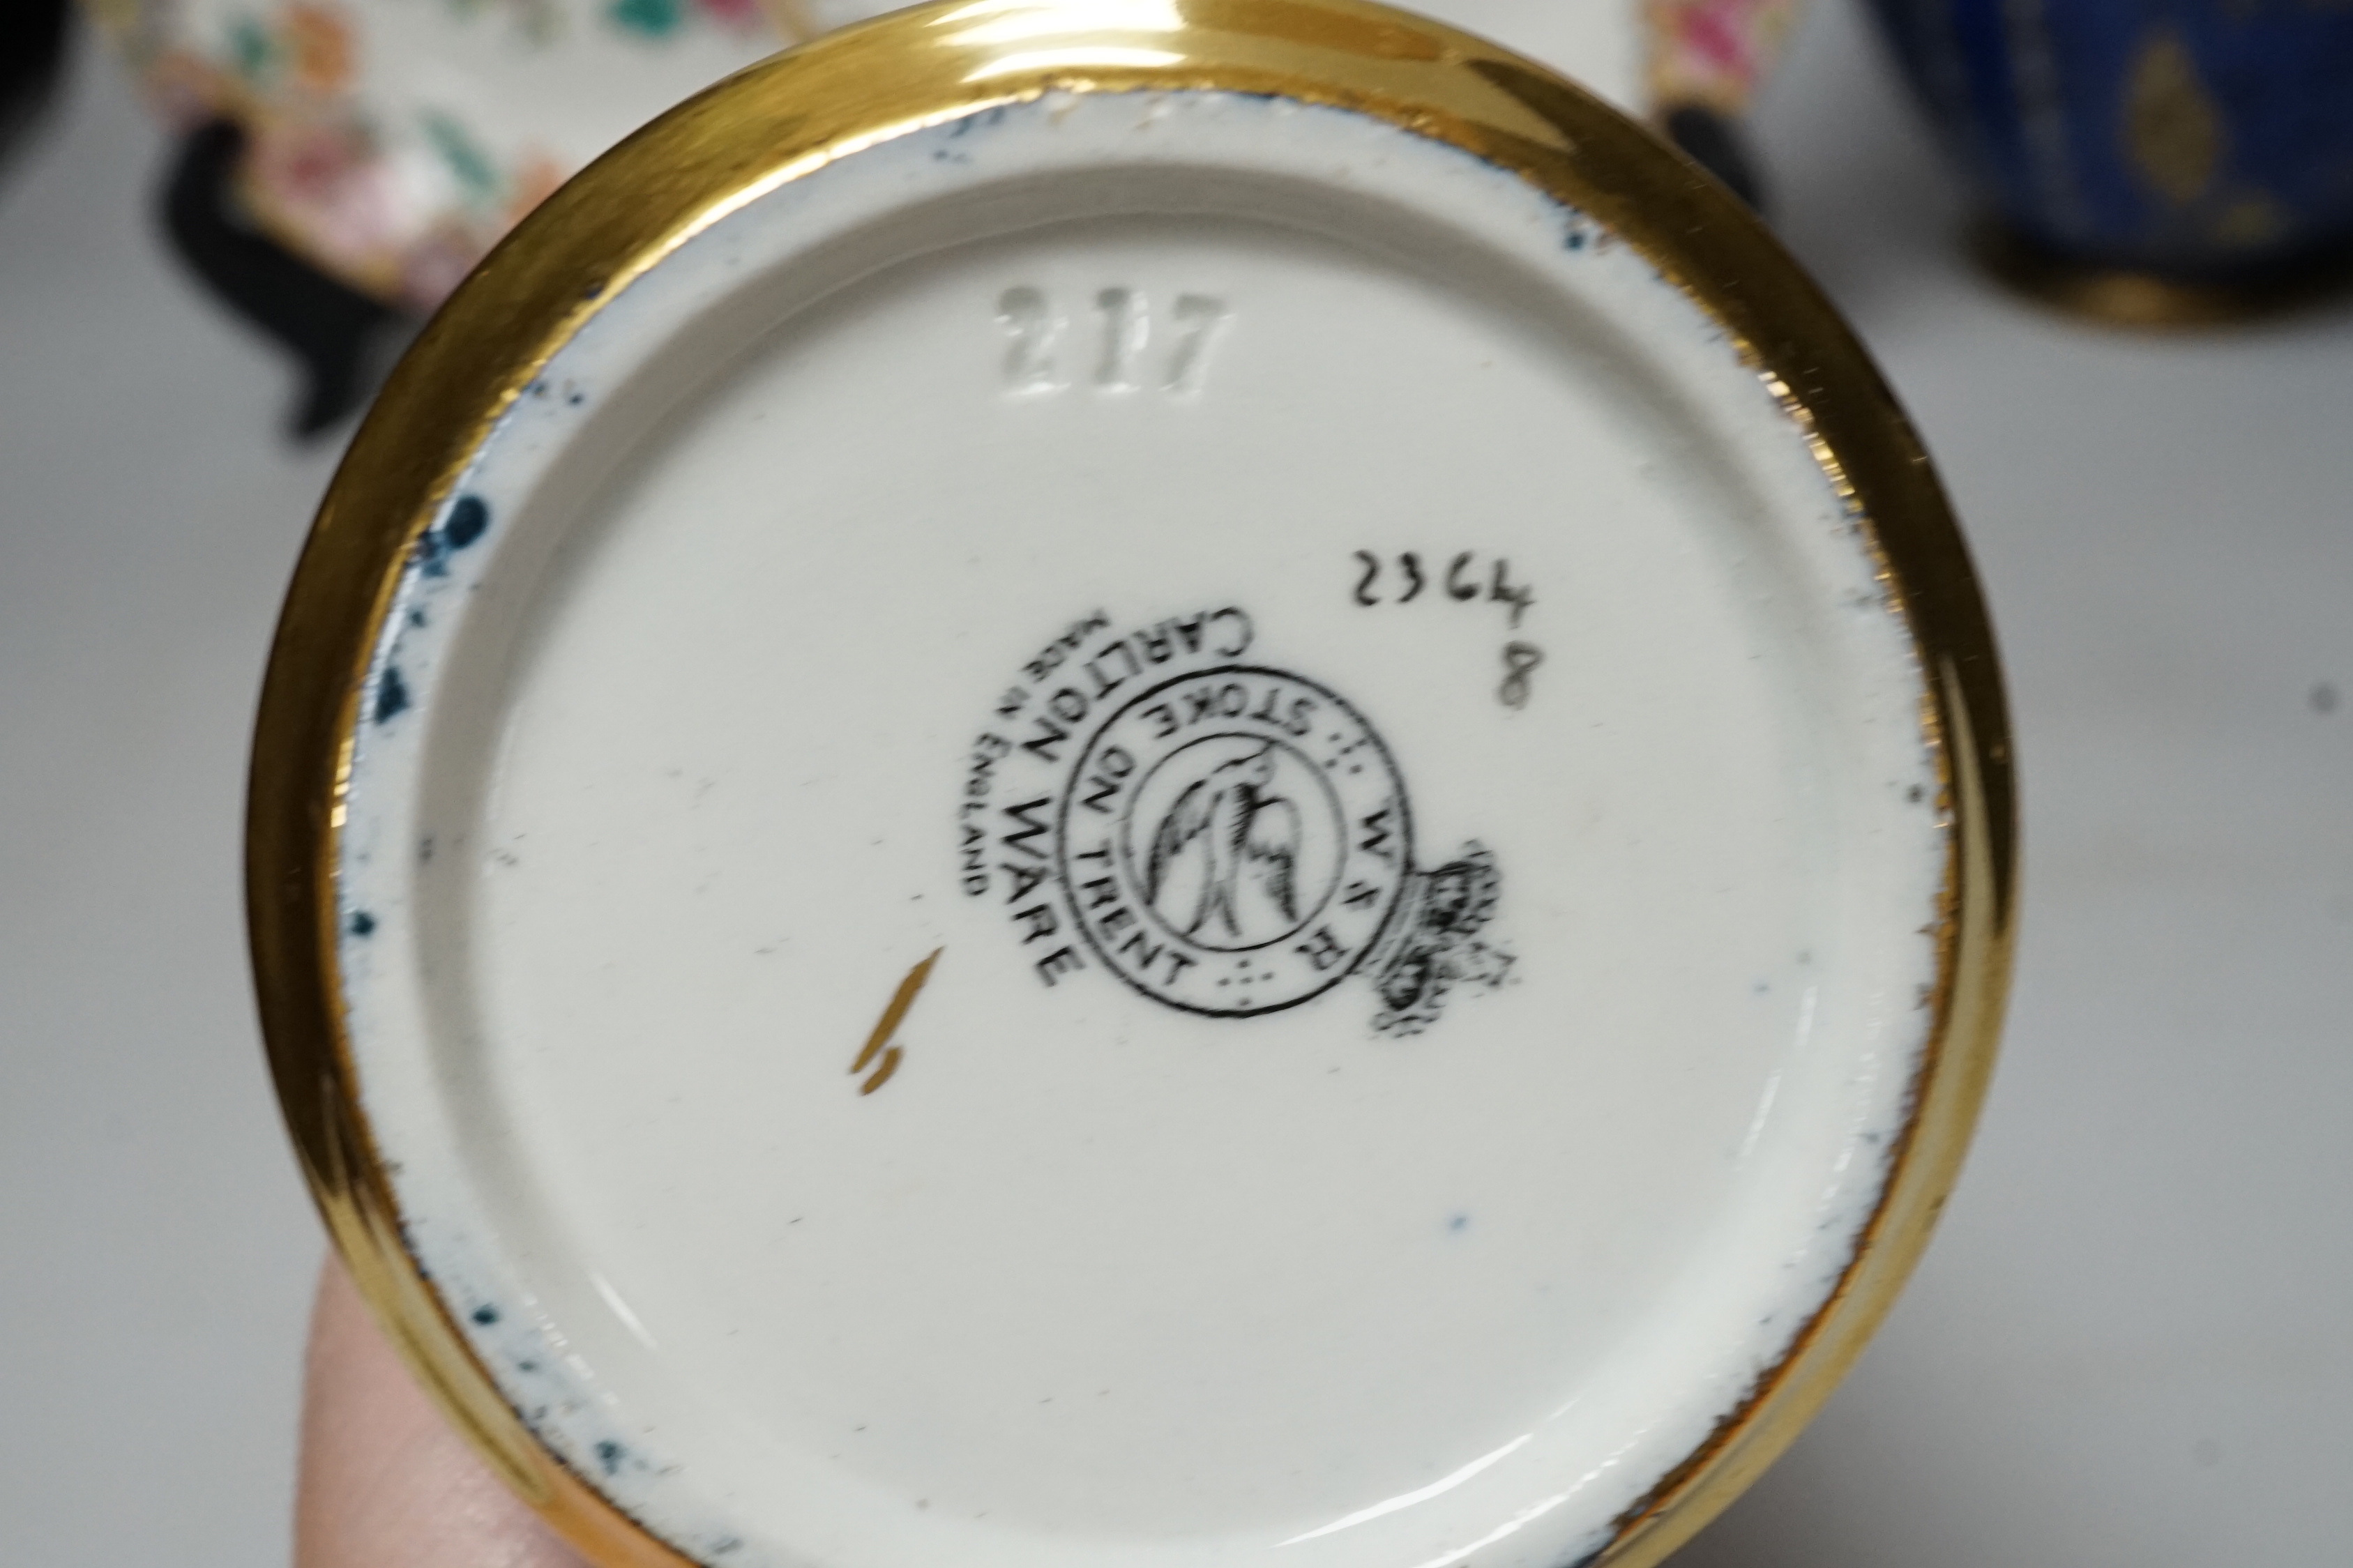 217
2364
8
W & R
STOKE ON TRENT
CARLTON WARE
MADE IN ENGLAND